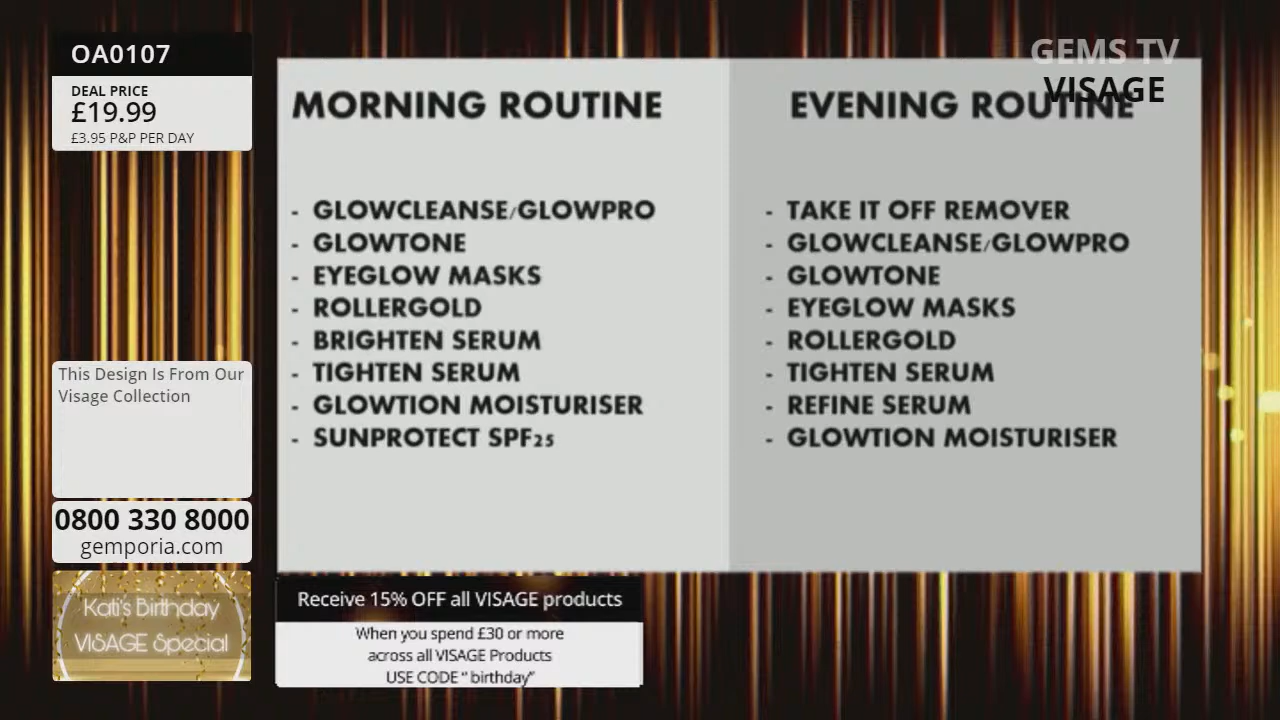 OA0107
DEAL PRICE
£19.99
£3.95 P&P PER DAY
GEMS TV
VISAGE
MORNING ROUTINE
- GLOWCLEANSE/GLOWPRO
- GLOWTONE
- EYEGLOW MASKS
- ROLLERGOLD
- BRIGHTEN SERUM
- TIGHTEN SERUM
- GLOWTION MOISTURISER
- SUNPROTECT SPF25
EVENING ROUTINE
- TAKE IT OFF REMOVER
- GLOWCLEANSE/GLOWPRO
- GLOWTONE
- EYEGLOW MASKS
- ROLLERGOLD
- TIGHTEN SERUM
- REFINE SERUM
- GLOWTION MOISTURISER
This Design Is From Our
Visage Collection
0800 330 8000
gemporia.com
Kati's Birthday
VISAGE Special
Receive 15% OFF all VISAGE products
When you spend £30 or more
across all VISAGE Products
USE CODE “ birthday”